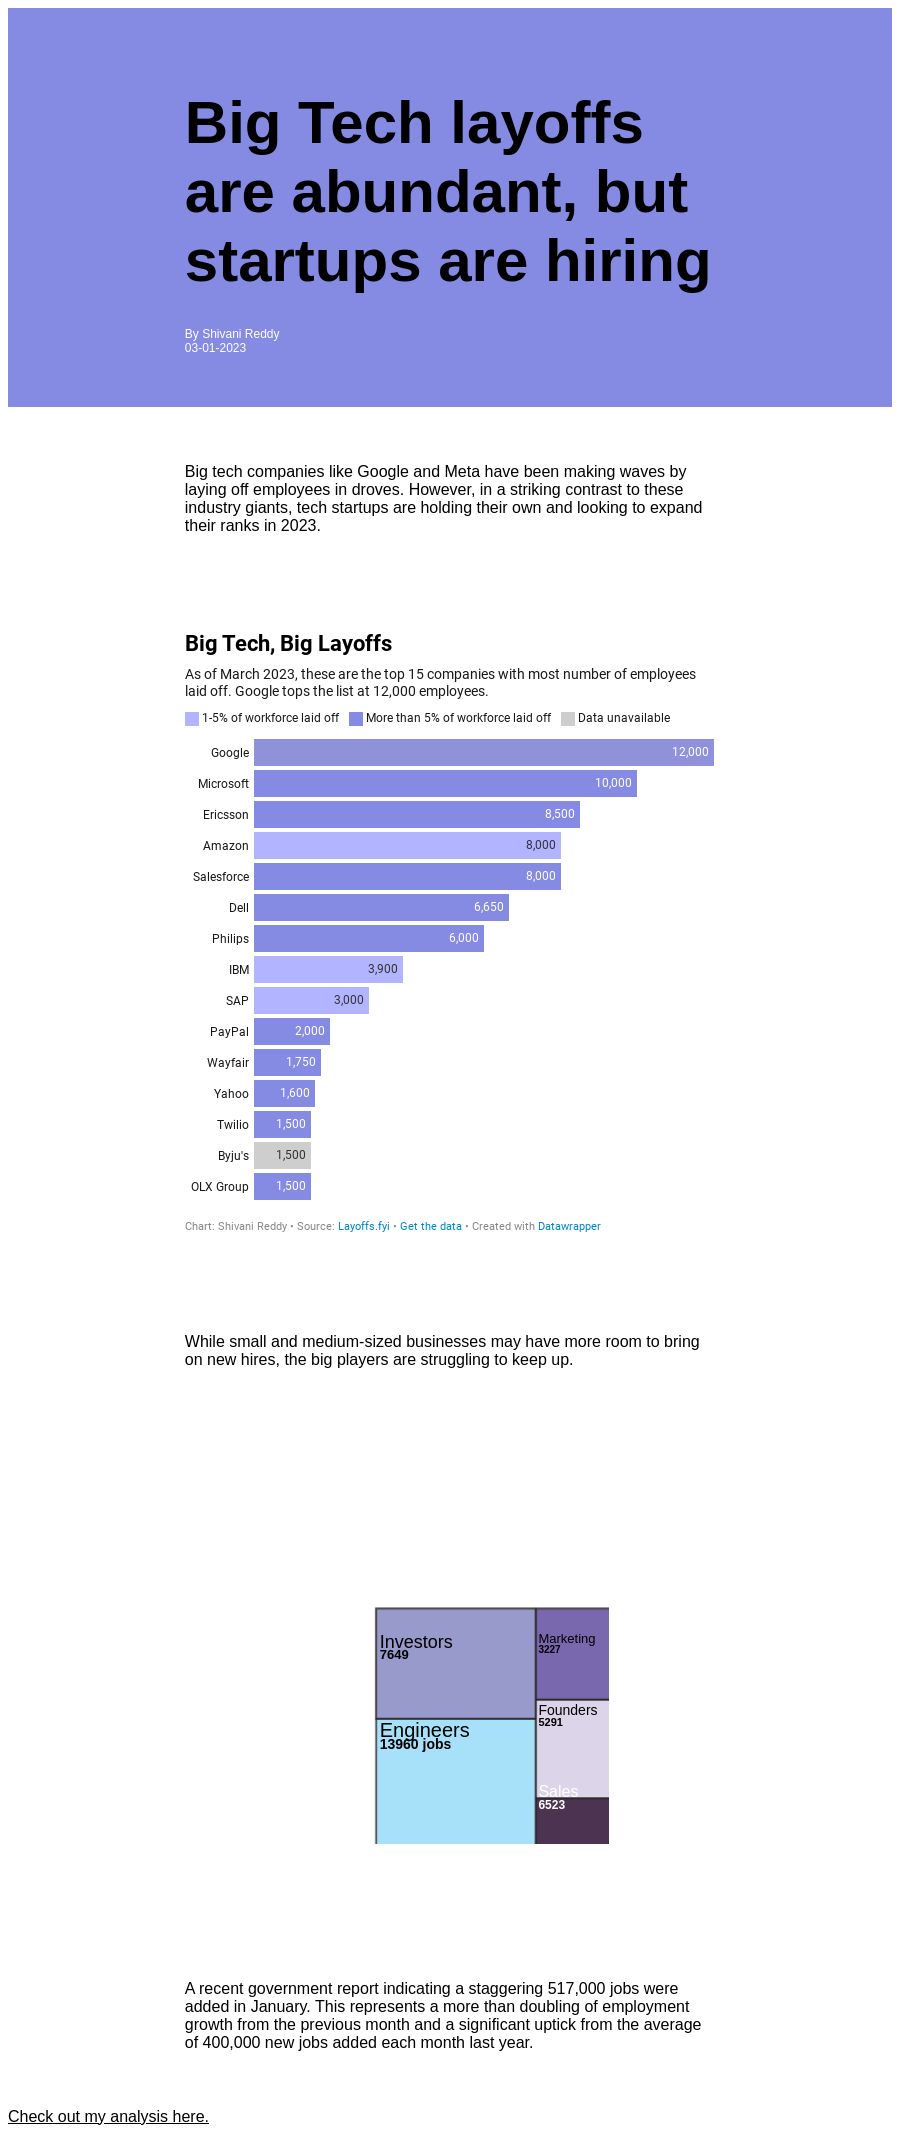 Big Tech layoffs
are abundant, but
startups are hiring
By Shivani Reddy
03-01-2023
Big tech companies like Google and Meta have been making waves by
laying off employees in droves. However, in a striking contrast to these
industry giants, tech startups are holding their own and looking to expand
their ranks in 2023.
Big Tech, Big Layoffs
As of March 2023, these are the top 15 companies with most number of employees
laid off. Google tops the list at 12,000 employees.
1-5% of workforce laid off More than 5% of workforce laid off Data unavailable
Google 12,000
Microsoft 10,000
Ericsson 8,500
Amazon 8,000
Salesforce 8,000
Dell 6,650
Philips 6,000
IBM 3,900
SAP 3,000
PayPal 2,000
Wayfair 1,750
Yahoo 1,600
Twilio 1,500
Byju's 1,500
OLX Group 1,500
Chart: Shivani Reddy • Source: Layoffs.fyi • Get the data • Created with Datawrapper
While small and medium-sized businesses may have more room to bring
on new hires, the big players are struggling to keep up.
Investors
7649
Marketing
3227
Founders
5291
Engineers
13960 jobs
Sales
6523
A recent government report indicating a staggering 517,000 jobs were
added in January. This represents a more than doubling of employment
growth from the previous month and a significant uptick from the average
of 400,000 new jobs added each month last year.
Check out my analysis here.